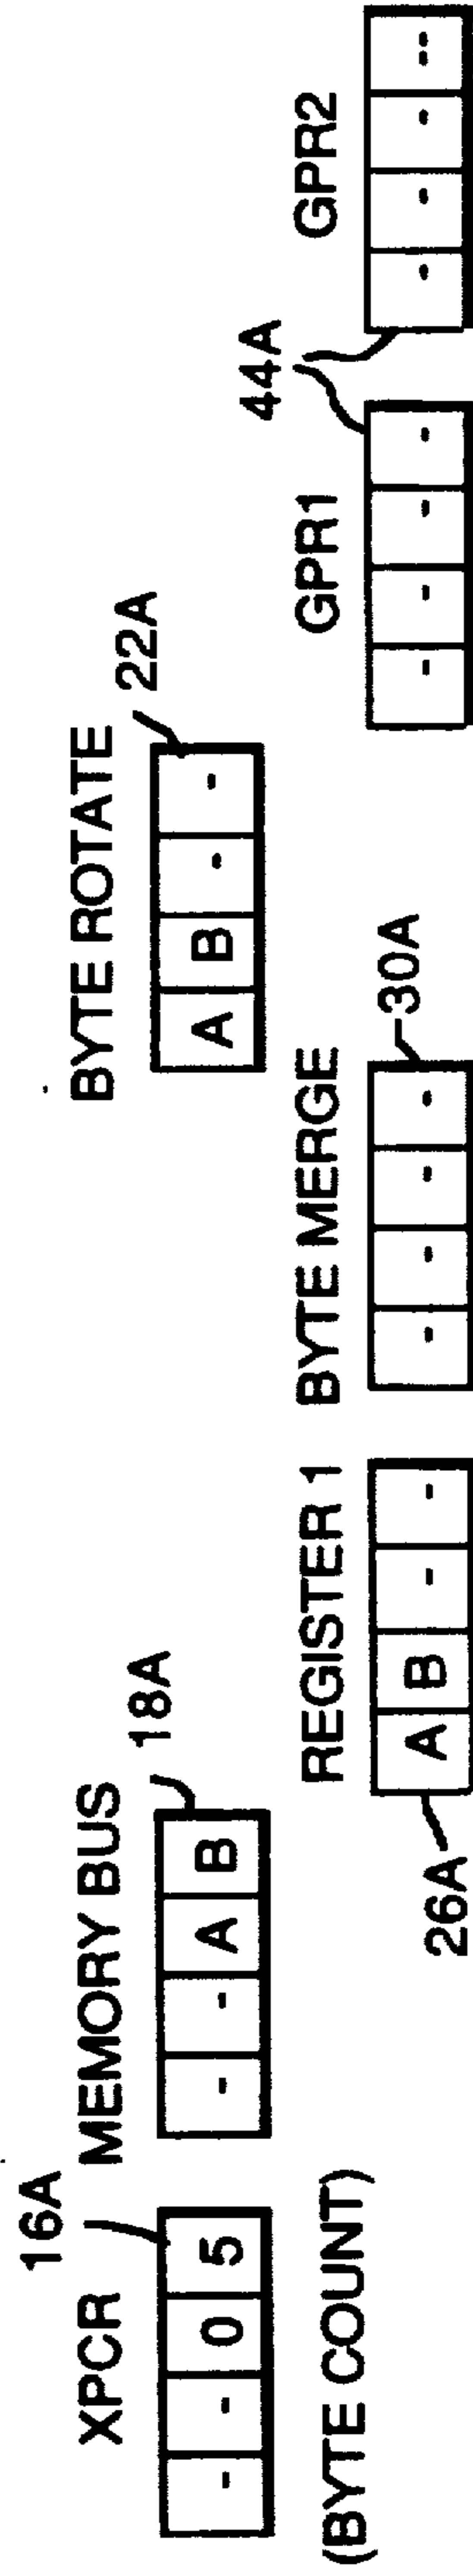 16A
XPCR MEMORY BUS 18A BYTE ROTATE 22A
- - 0 5 - - A B A B - -
(BYTE COUNT) REGISTER 1 BYTE MERGE GPR1 44A GPR2
26A A B - - - - - - 30A - - - - - - - --